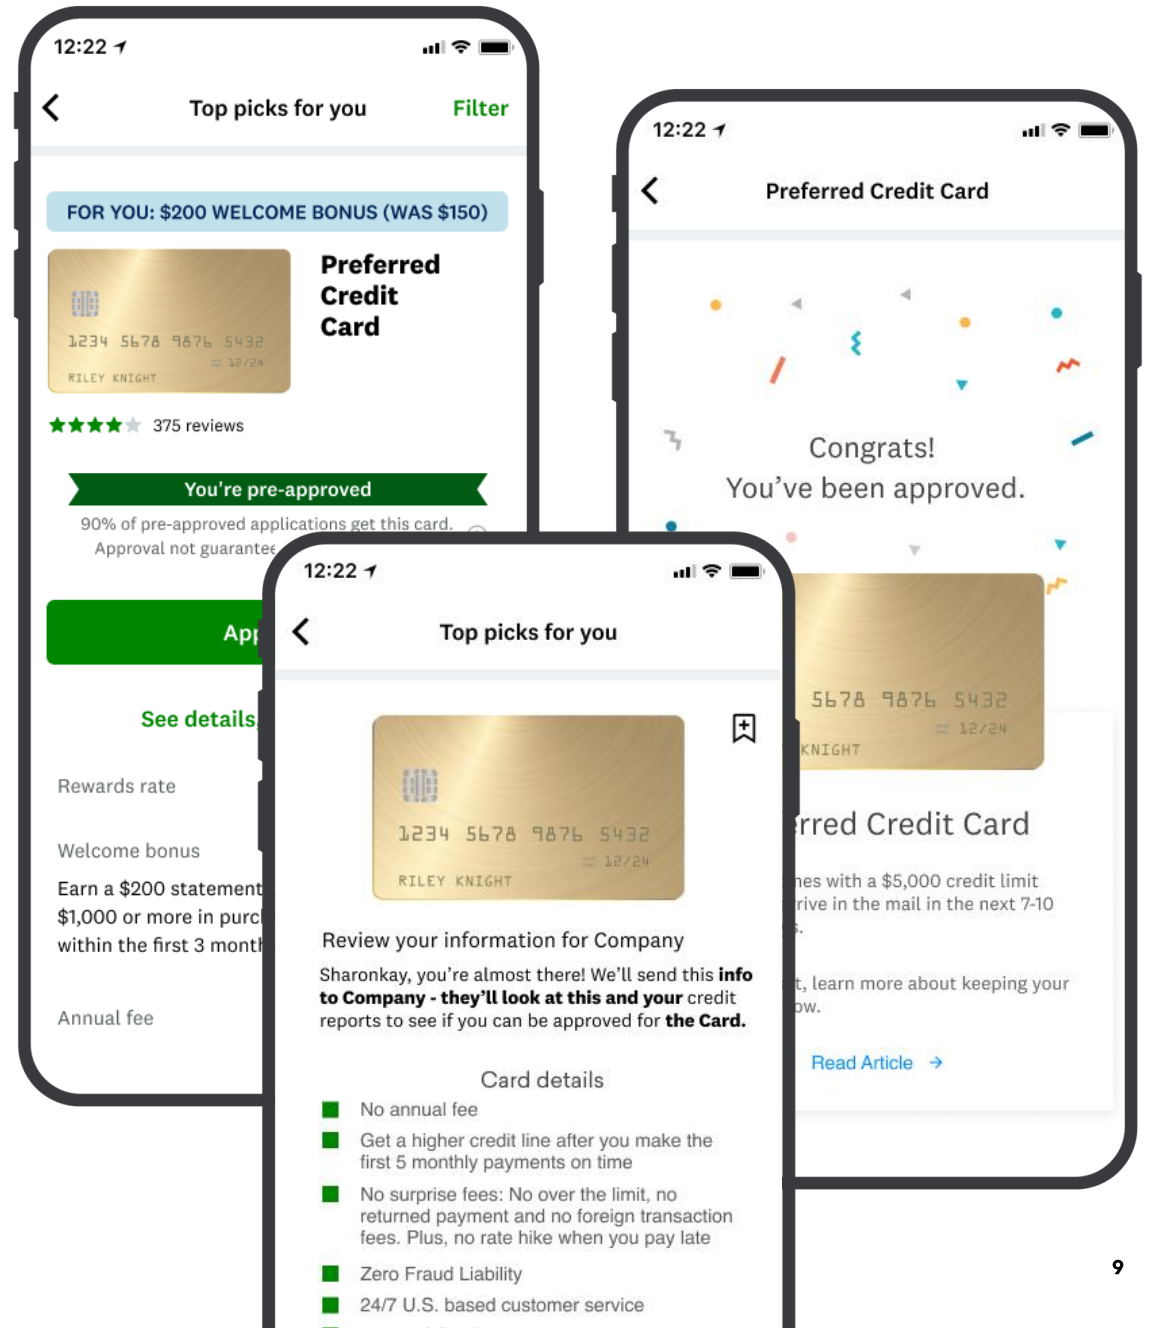 12:22
Top picks for you
Filter
FOR YOU: $200 WELCOME BONUS (WAS $150)
Preferred
Credit
Card
1234 5678 9876 5432
12/24
RILEY KNIGHT
375 reviews
You're pre-approved
90% of pre-approved applications get this card.
Approval not
See details
Rewards rate
Welcome bonus
Earn a $200 statement
$1,000 or more in
within the first 3
Annual fee
12:22
Top picks for you
1234 5678 9876 5432
12/24
RILEY KNIGHT
Review your information for Company
Sharonkay, you're almost there! We'll send this info
to Company - they'll look at this and your credit
reports to see if you can be approved for the Card.
Card details
No annual fee
Get a higher credit line after you make the
first 5 monthly payments on time
No surprise fees: No over the limit, no
returned payment and no foreign transaction
fees. Plus, no rate hike when you pay late
Zero Fraud Liability
24/7 U.S. based customer service
12:22
Preferred Credit Card
Congrats!
You've been approved.
5678 9876 5432
12/24
KNIGHT
Credit Card
with a $5,000 credit limit
in the mail in the next 7-10
learn more about keeping your
Read Article
9